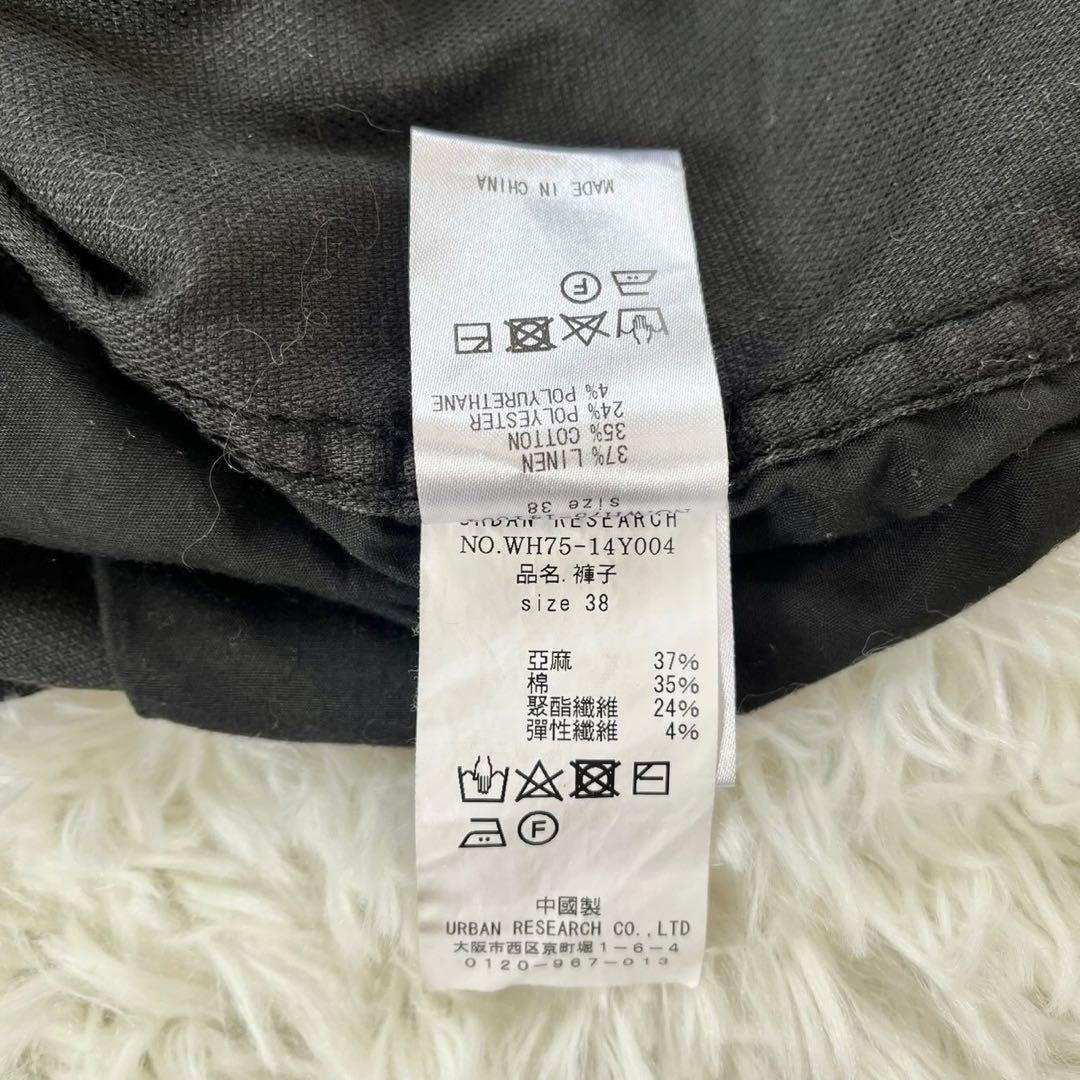 MADE IN CHINA
F
4% POLYURETHANE
24% POLYESTER
35% COTTON
37% LINEN
size 38
URBAN RESEARCH
NO.WH75-14Y004
品名.褲子
size 38
亞麻 37%
棉 35%
聚酯纖維 24%
彈性纖維 4%
F
中國製
URBAN RESEARCH CO.,LTD
大阪市西区京町堀1-6-4
0120-967-013